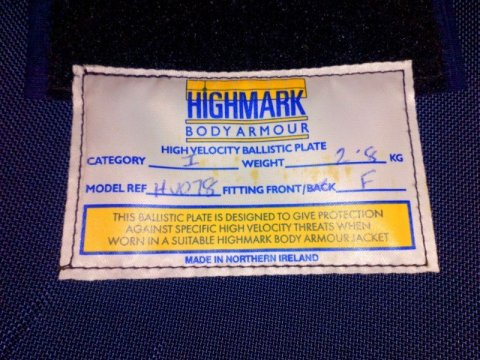 HIGHMARK
BODY ARMOUR
HIGH VELOCITY BALLISTIC PLATE
CATEGORY I WEIGHT 2.8 KG
MODEL REF HV078 FITTING FRONT/BACK F
THIS BALLISTIC PLATE IS DESIGNED TO GIVE PROTECTION
AGAINST SPECIFIC HIGH VELOCITY THREATS WHEN
WORN IN A SUITABLE HIGHMARK BODY ARMOUR JACKET
MADE IN NORTHERN IRELAND